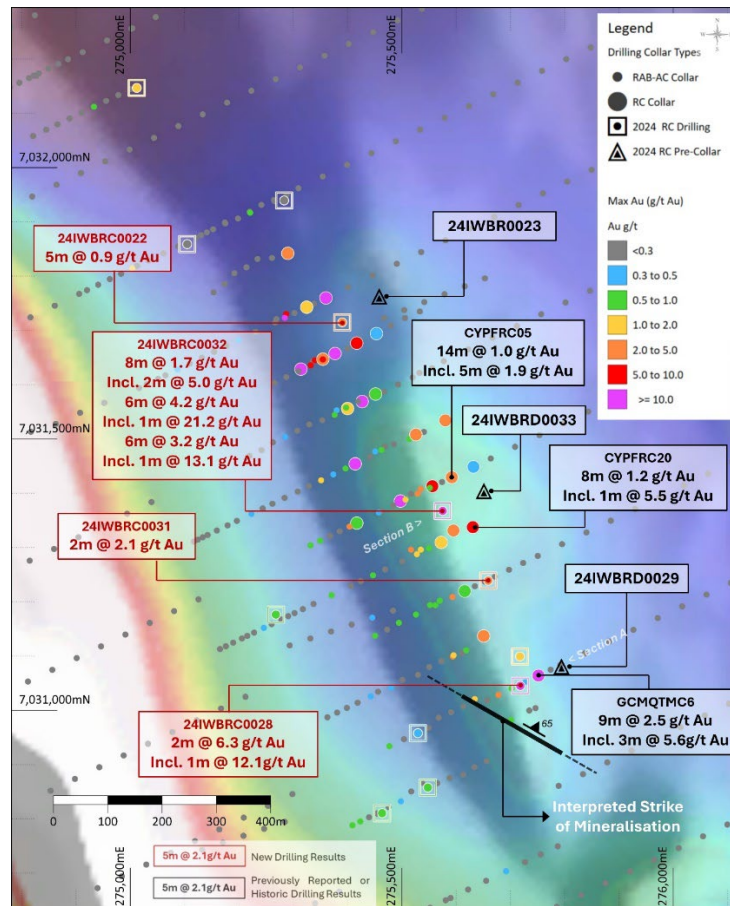 275,000mE
275,500mE
Legend
Drilling Collar Types
RAB-AC Collar
RC Collar
2024 RC Drilling
2024 RC Pre-Collar
Max Au (g/t Au)
Au g/t
<0.3
0.3 to 0.5
0.5 to 1.0
1.0 to 2.0
2.0 to 5.0
5.0 to 10.0
>= 10.0
7,032,000mN
24IWBR0023
24IWBRC0022
5m @ 0.9 g/t Au
CYPFRC05
14m @ 1.0 g/t Au
Incl. 5m @ 1.9 g/t Au
24IWBRC0032
8m @ 1.7 g/t Au
Incl. 2m @ 5.0 g/t Au
6m @ 4.2 g/t Au
Incl. 1m @ 21.2 g/t Au
6m @ 3.2 g/t Au
Incl. 1m @ 13.1 g/t Au
24IWBRD0033
7,031,500mN
CYPFRC20
8m @ 1.2 g/t Au
Incl. 1m @ 5.5 g/t Au
Section B >
24IWBRC0031
2m @ 2.1 g/t Au
24IWBRD0029
< Section A
7,031,000mN
GCMQTMC6
9m @ 2.5 g/t Au
Incl. 3m @ 5.6g/t Au
24IWBRC0028
2m @ 6.3 g/t Au
Incl. 1m @ 12.1g/t Au
65
Interpreted Strike
of Mineralisation
0 100 200 300 400m
5m @ 2.1g/t Au New Drilling Results
5m @ 2.1g/t Au Previously Reported or
Historic Drilling Results
275,000mE
275,500mE
276,000mE